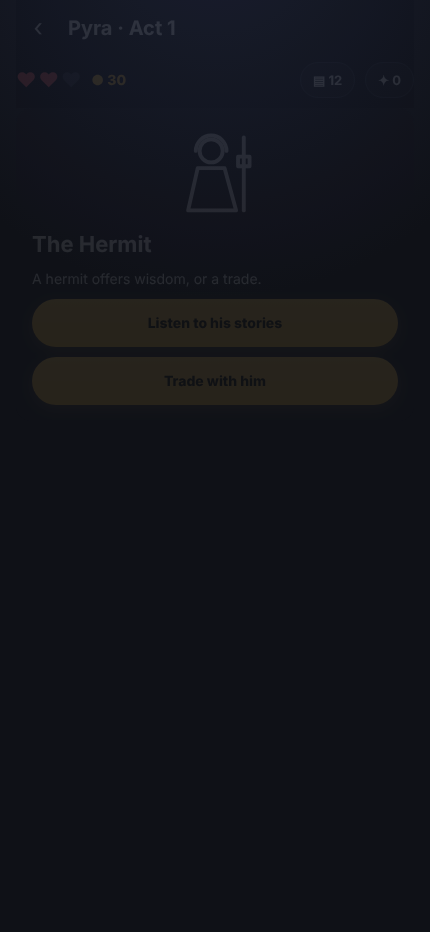 Pyra · Act 1
30
12
0
The Hermit
A hermit offers wisdom, or a trade.
Listen to his stories
Trade with him